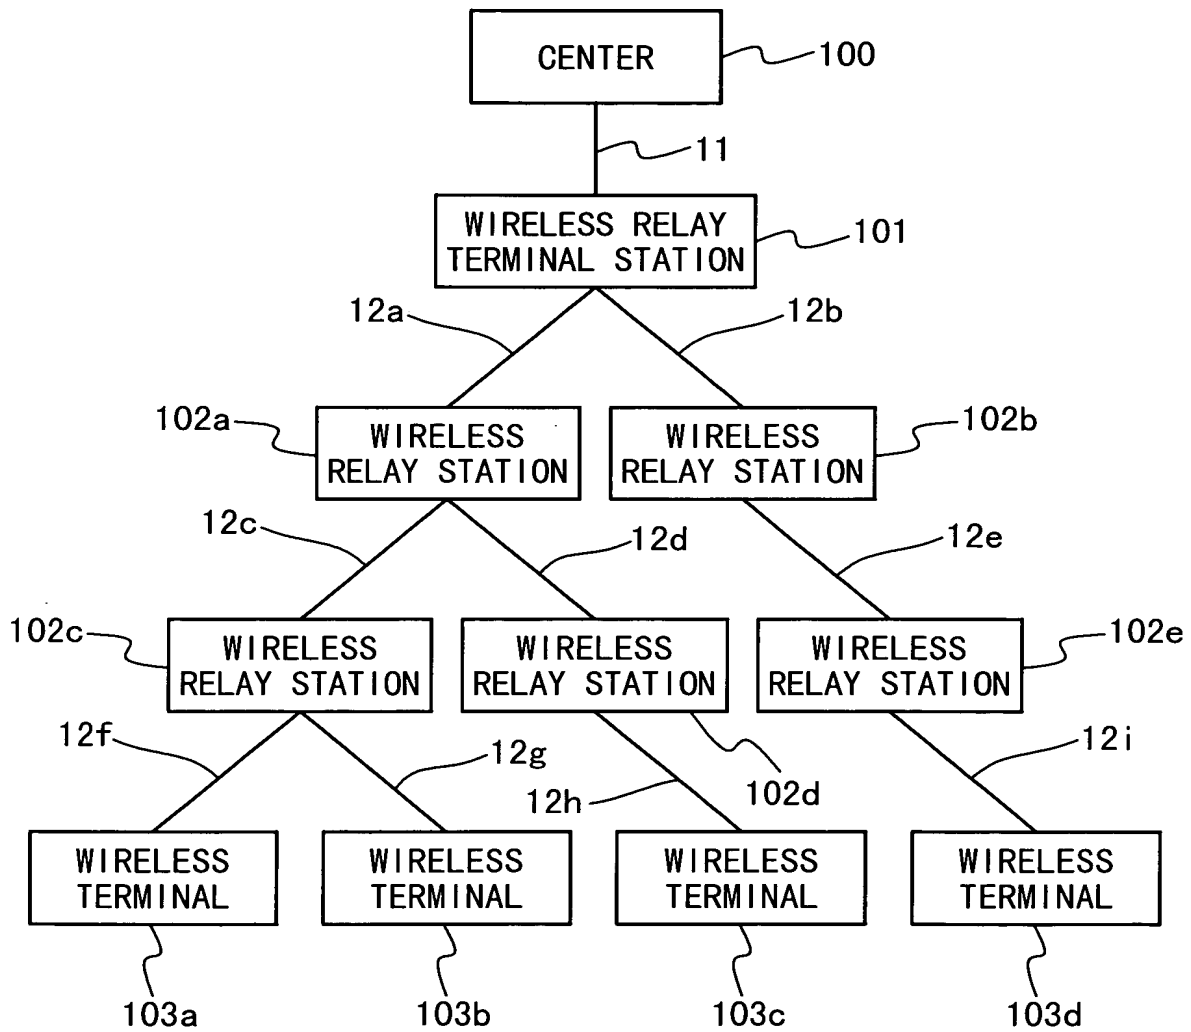 CENTER
100
11
WIRELESS RELAY
TERMINAL STATION
101
12a
12b
102a
WIRELESS
RELAY STATION
WIRELESS
RELAY STATION
102b
12c
12d
12e
102c
WIRELESS
RELAY STATION
WIRELESS
RELAY STATION
WIRELESS
RELAY STATION
102e
12f
12g
12h
102d
12i
WIRELESS
TERMINAL
WIRELESS
TERMINAL
WIRELESS
TERMINAL
WIRELESS
TERMINAL
103a
103b
103c
103d